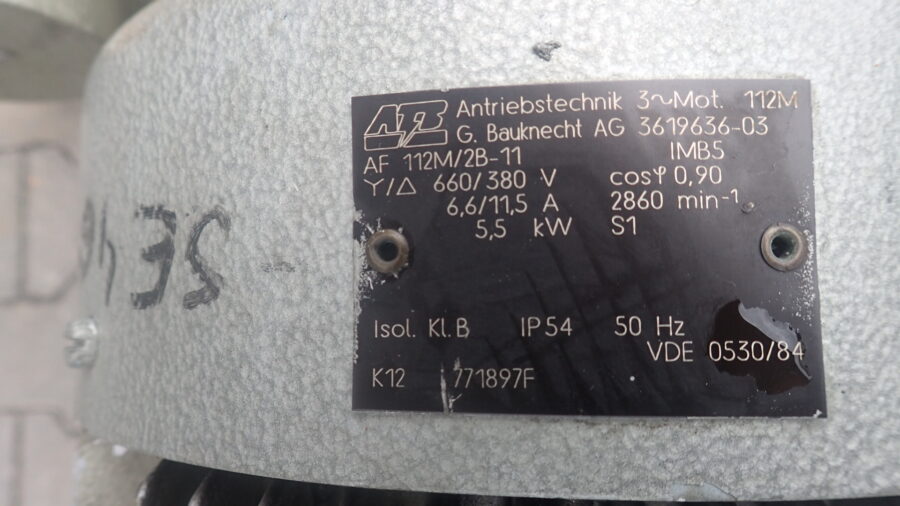 ATB Antriebstechnik 3~Mot. 112M
G. Bauknecht AG 3619636-03
AF 112M/2B-11 IMB5
Y/△ 660/380 V cosφ 0,90
6,6/11,5 A 2860 min-¹
5,5 kW S1
Isol. Kl. B IP54 50 Hz
VDE 0530/84
K12 771897F